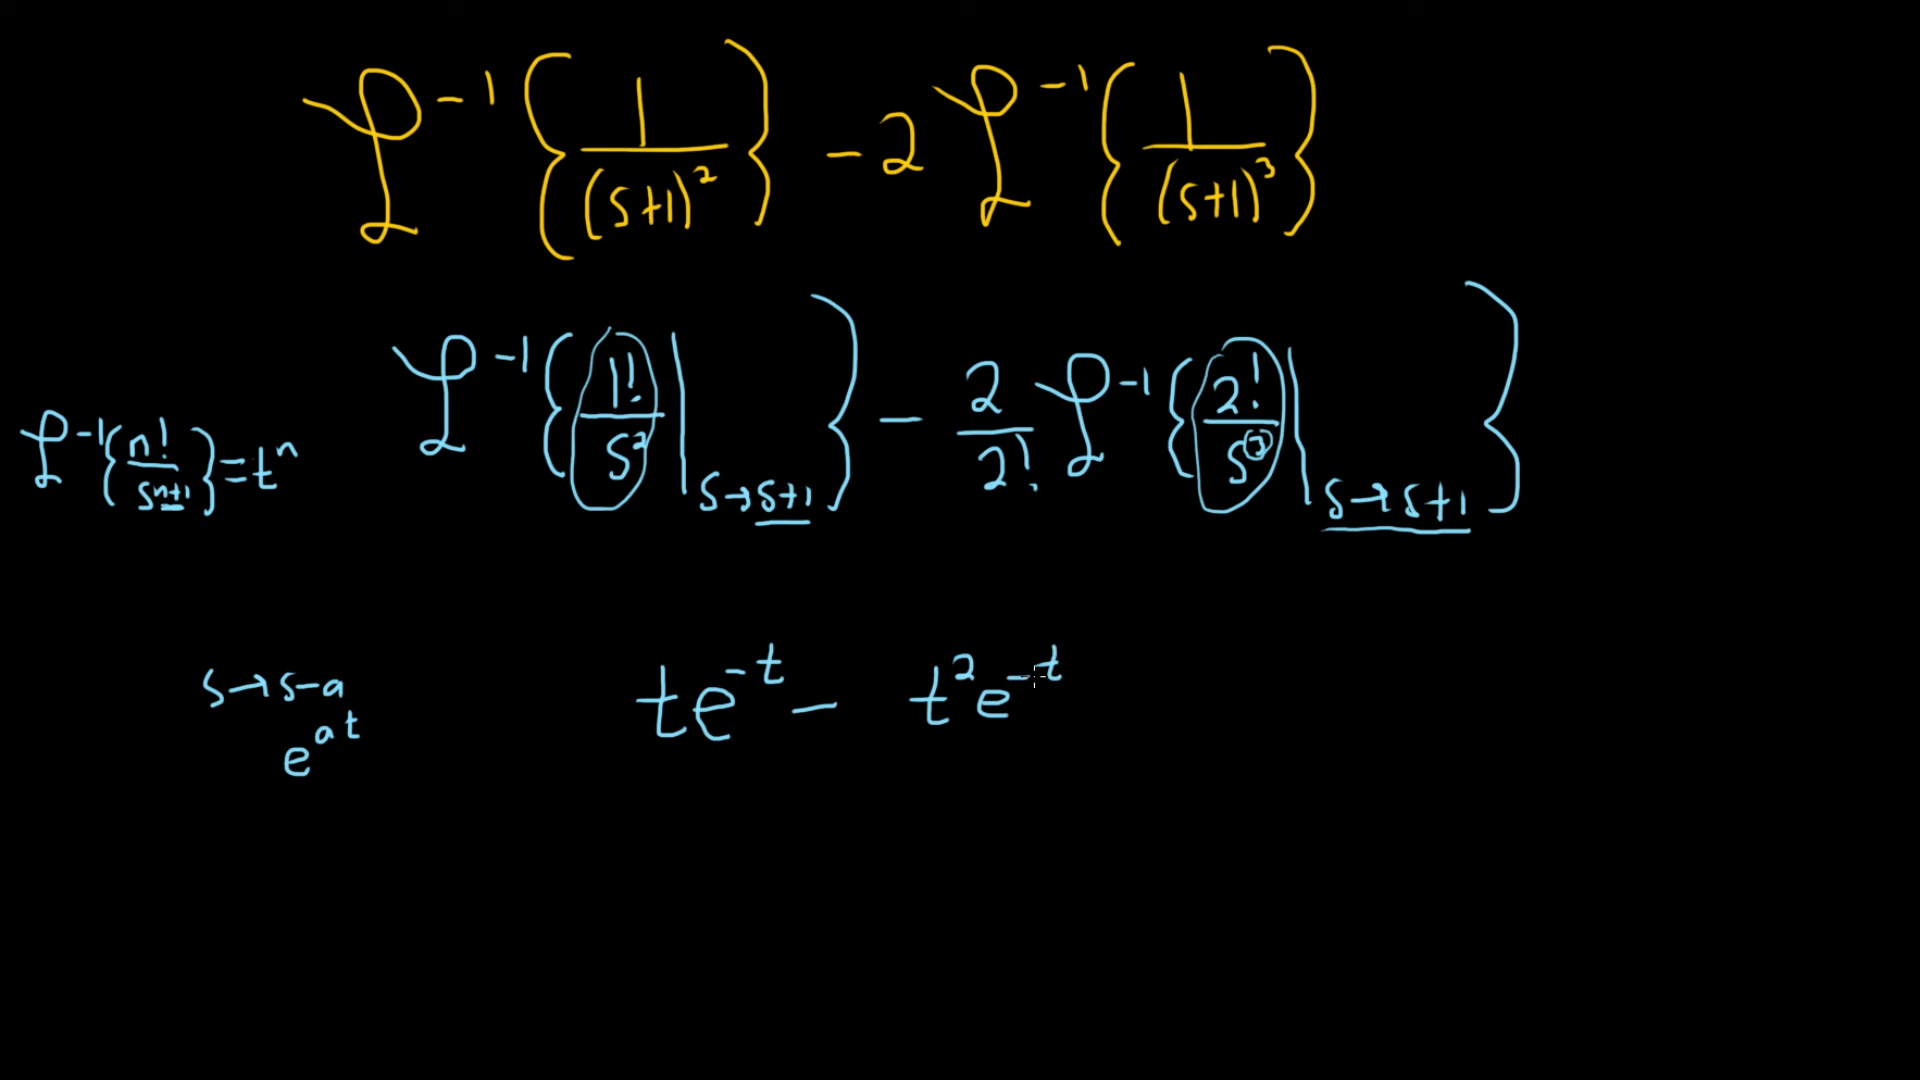 ℒ⁻¹{1/(s+1)²} - 2ℒ⁻¹{1/(s+1)³}
ℒ⁻¹{n!/sⁿ⁺¹} = tⁿ
ℒ⁻¹{1!/s²|s→s+1} - 2/2! ℒ⁻¹{2!/s³|s→s+1}
s→s-a
eᵃᵗ
te⁻ᵗ - t²e⁻ᵗ